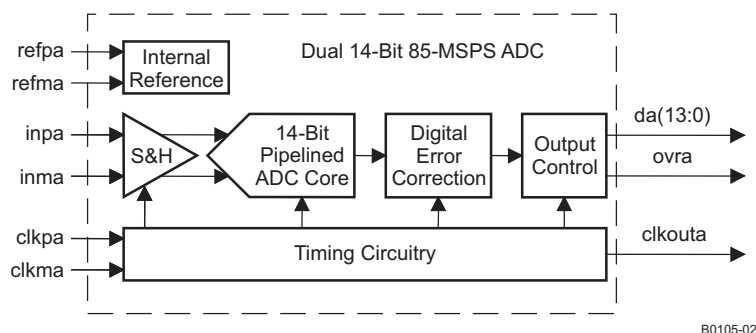 Dual 14-Bit 85-MSPS ADC
refpa
refma
Internal
Reference
inpa
inma
S&H
14-Bit
Pipelined
ADC Core
Digital
Error
Correction
Output
Control
da(13:0)
ovra
clkpa
clkma
Timing Circuitry
clkouta
B0105-02